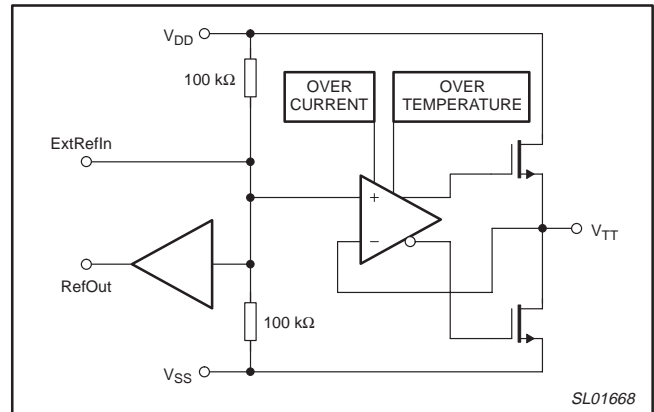 VDD
100 kΩ
OVER
CURRENT
OVER
TEMPERATURE
ExtRefIn
+
–
VTT
RefOut
100 kΩ
VSS
SL01668